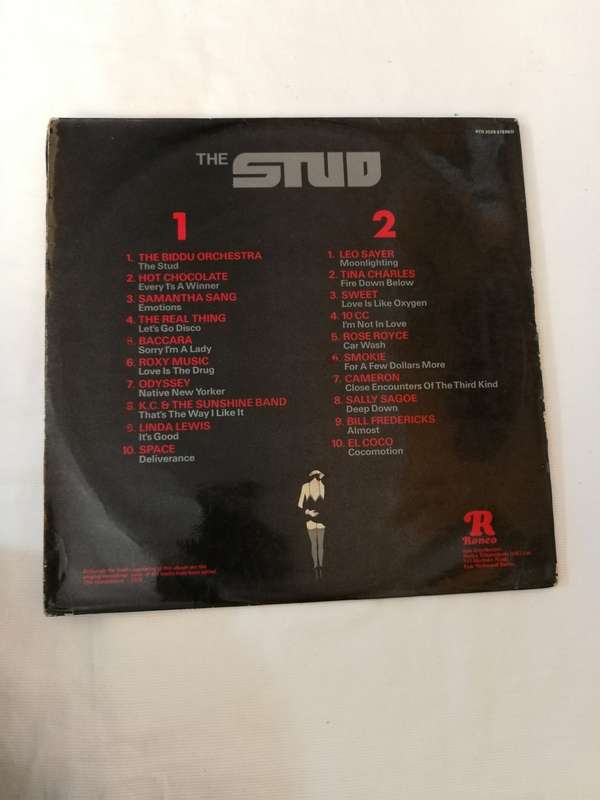 RTD 2029 STEREO
THE STUD
1
1. THE BIDDU ORCHESTRA
The Stud
2. HOT CHOCOLATE
Every 1's A Winner
3. SAMANTHA SANG
Emotions
4. THE REAL THING
Let's Go Disco
5. BACCARA
Sorry I'm A Lady
6. ROXY MUSIC
Love Is The Drug
7. ODYSSEY
Native New Yorker
8. K.C. & THE SUNSHINE BAND
That's The Way I Like It
9. LINDA LEWIS
It's Good
10. SPACE
Deliverance
2
1. LEO SAYER
Moonlighting
2. TINA CHARLES
Fire Down Below
3. SWEET
Love Is Like Oxygen
4. 10 CC
I'm Not In Love
5. ROSE ROYCE
Car Wash
6. SMOKIE
For A Few Dollars More
7. CAMERON
Close Encounters Of The Third Kind
8. SALLY SAGOE
Deep Down
9. BILL FREDERICKS
Almost
10. EL COCO
Cocomotion
R
Ronco